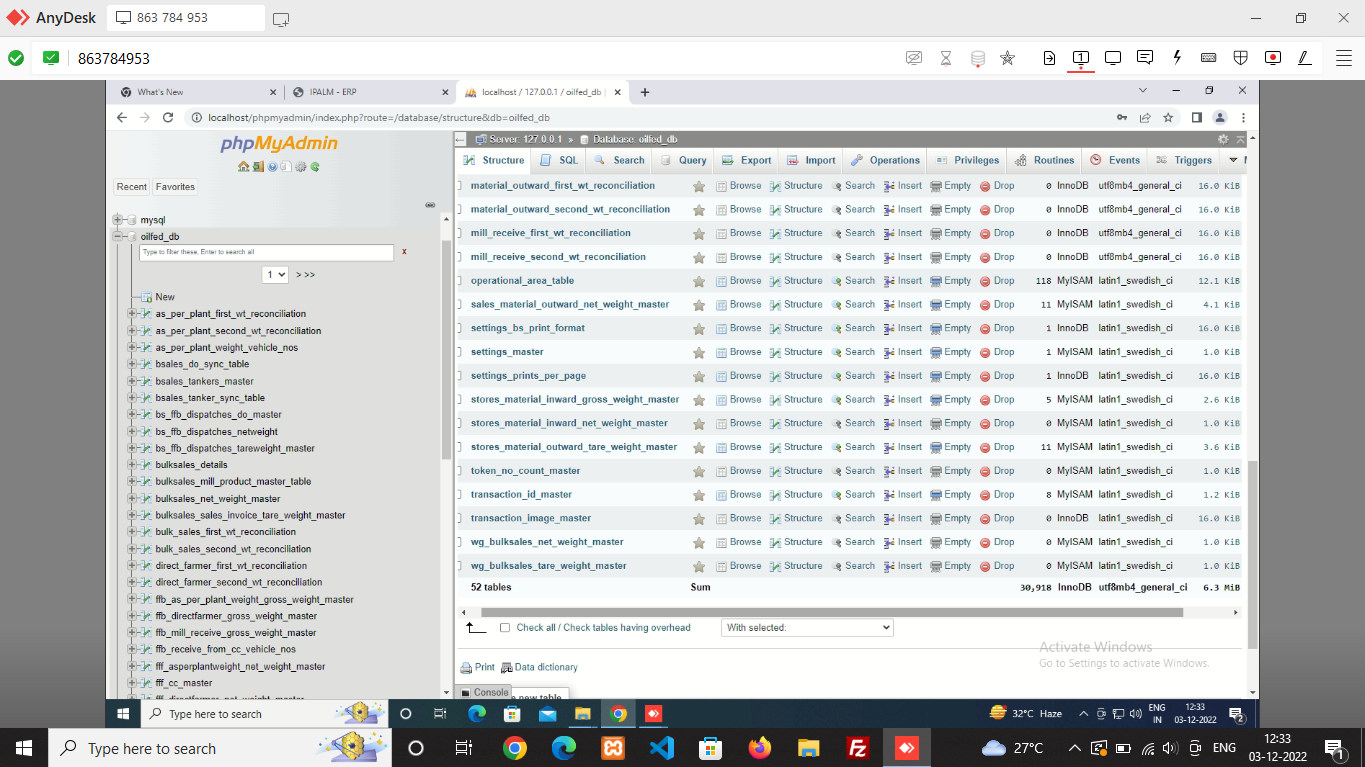 AnyDesk 863 784 953
863784953
What's New IPALM - ERP localhost / 127.0.0.1 / oilfed_db |
localhost/phpmyadmin/index.php?route=/database/structure&db=oilfed_db
phpMyAdmin
Recent Favorites
mysql
oilfed_db
Type to filter these, Enter to search all x
1 > >>
New
as_per_plant_first_wt_reconciliation
as_per_plant_second_wt_reconciliation
as_per_plant_weight_vehicle_nos
bsales_do_sync_table
bsales_tankers_master
bsales_tanker_sync_table
bs_ffb_dispatches_do_master
bs_ffb_dispatches_netweight
bs_ffb_dispatches_tareweight_master
bulksales_details
bulksales_mill_product_master_table
bulksales_net_weight_master
bulksales_sales_invoice_tare_weight_master
bulk_sales_first_wt_reconciliation
bulk_sales_second_wt_reconciliation
direct_farmer_first_wt_reconciliation
direct_farmer_second_wt_reconciliation
ffb_as_per_plant_weight_gross_weight_master
ffb_directfarmer_gross_weight_master
ffb_mill_receive_gross_weight_master
ffb_receive_from_cc_vehicle_nos
fff_asperplantweight_net_weight_master
fff_cc_master
fff_directfarmer_net_weight_master
Server: 127.0.0.1 » Database: oilfed_db
Structure SQL Search Query Export Import Operations Privileges Routines Events Triggers
material_outward_first_wt_reconciliation Browse Structure Search Insert Empty Drop 0 InnoDB utf8mb4_general_ci 16.0 KiB
material_outward_second_wt_reconciliation Browse Structure Search Insert Empty Drop 0 InnoDB utf8mb4_general_ci 16.0 KiB
mill_receive_first_wt_reconciliation Browse Structure Search Insert Empty Drop 0 InnoDB utf8mb4_general_ci 16.0 KiB
mill_receive_second_wt_reconciliation Browse Structure Search Insert Empty Drop 0 InnoDB utf8mb4_general_ci 16.0 KiB
operational_area_table Browse Structure Search Insert Empty Drop 118 MyISAM latin1_swedish_ci 12.1 KiB
sales_material_outward_net_weight_master Browse Structure Search Insert Empty Drop 11 MyISAM latin1_swedish_ci 4.1 KiB
settings_bs_print_format Browse Structure Search Insert Empty Drop 1 InnoDB latin1_swedish_ci 16.0 KiB
settings_master Browse Structure Search Insert Empty Drop 1 MyISAM latin1_swedish_ci 1.0 KiB
settings_prints_per_page Browse Structure Search Insert Empty Drop 1 InnoDB latin1_swedish_ci 16.0 KiB
stores_material_inward_gross_weight_master Browse Structure Search Insert Empty Drop 5 MyISAM latin1_swedish_ci 2.6 KiB
stores_material_inward_net_weight_master Browse Structure Search Insert Empty Drop 0 MyISAM latin1_swedish_ci 1.0 KiB
stores_material_outward_tare_weight_master Browse Structure Search Insert Empty Drop 11 MyISAM latin1_swedish_ci 3.6 KiB
token_no_count_master Browse Structure Search Insert Empty Drop 0 MyISAM latin1_swedish_ci 1.0 KiB
transaction_id_master Browse Structure Search Insert Empty Drop 8 MyISAM latin1_swedish_ci 1.2 KiB
transaction_image_master Browse Structure Search Insert Empty Drop 0 InnoDB latin1_swedish_ci 16.0 KiB
wg_bulksales_net_weight_master Browse Structure Search Insert Empty Drop 0 MyISAM latin1_swedish_ci 1.0 KiB
wg_bulksales_tare_weight_master Browse Structure Search Insert Empty Drop 0 MyISAM latin1_swedish_ci 1.0 KiB
52 tables Sum 30,918 InnoDB utf8mb4_general_ci 6.3 MiB
Check all / Check tables having overhead With selected:
Activate Windows
Go to Settings to activate Windows.
Print Data dictionary
Console new table
Type here to search 32°C Haze ENG IN 12:33 03-12-2022 2
Type here to search 27°C ENG 12:33 03-12-2022 1